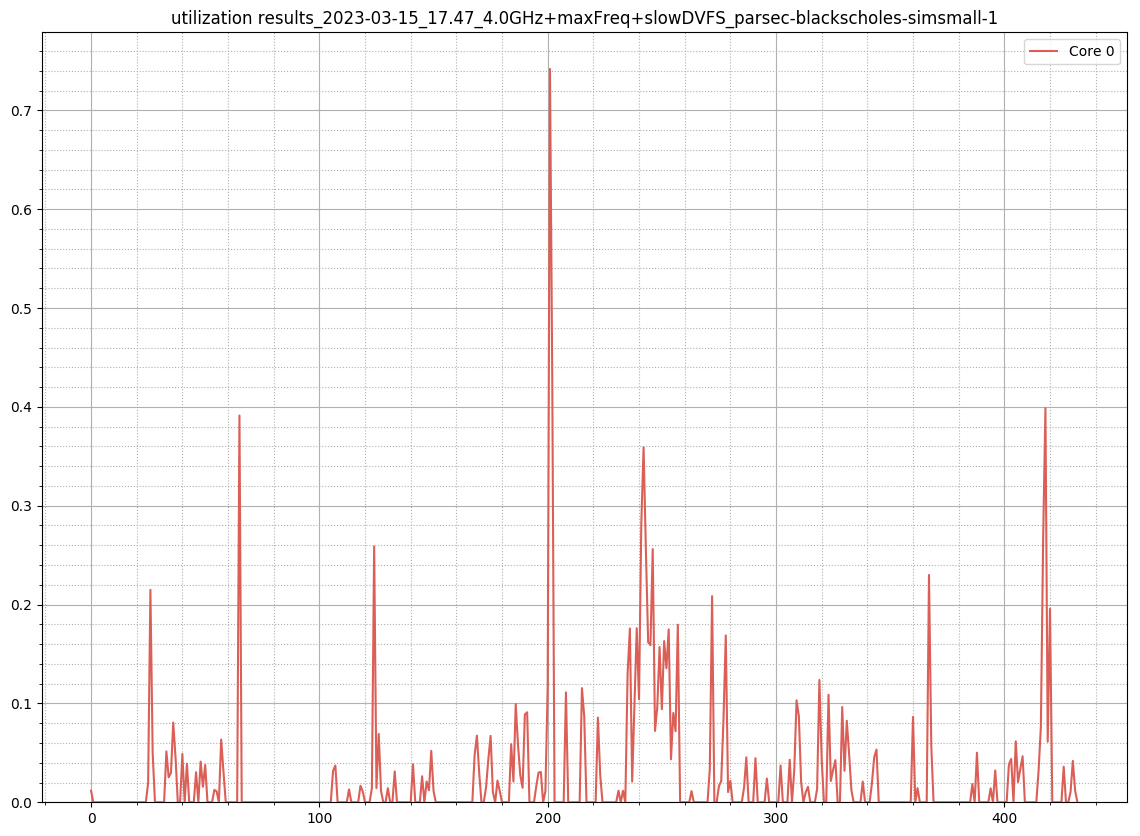 utilization results_2023-03-15_17.47_4.0GHz+maxFreq+slowDVFS_parsec-blackscholes-simsmall-1
Core 0
0.7
0.6
0.5
0.4
0.3
0.2
0.1
0.0
0 100 200 300 400